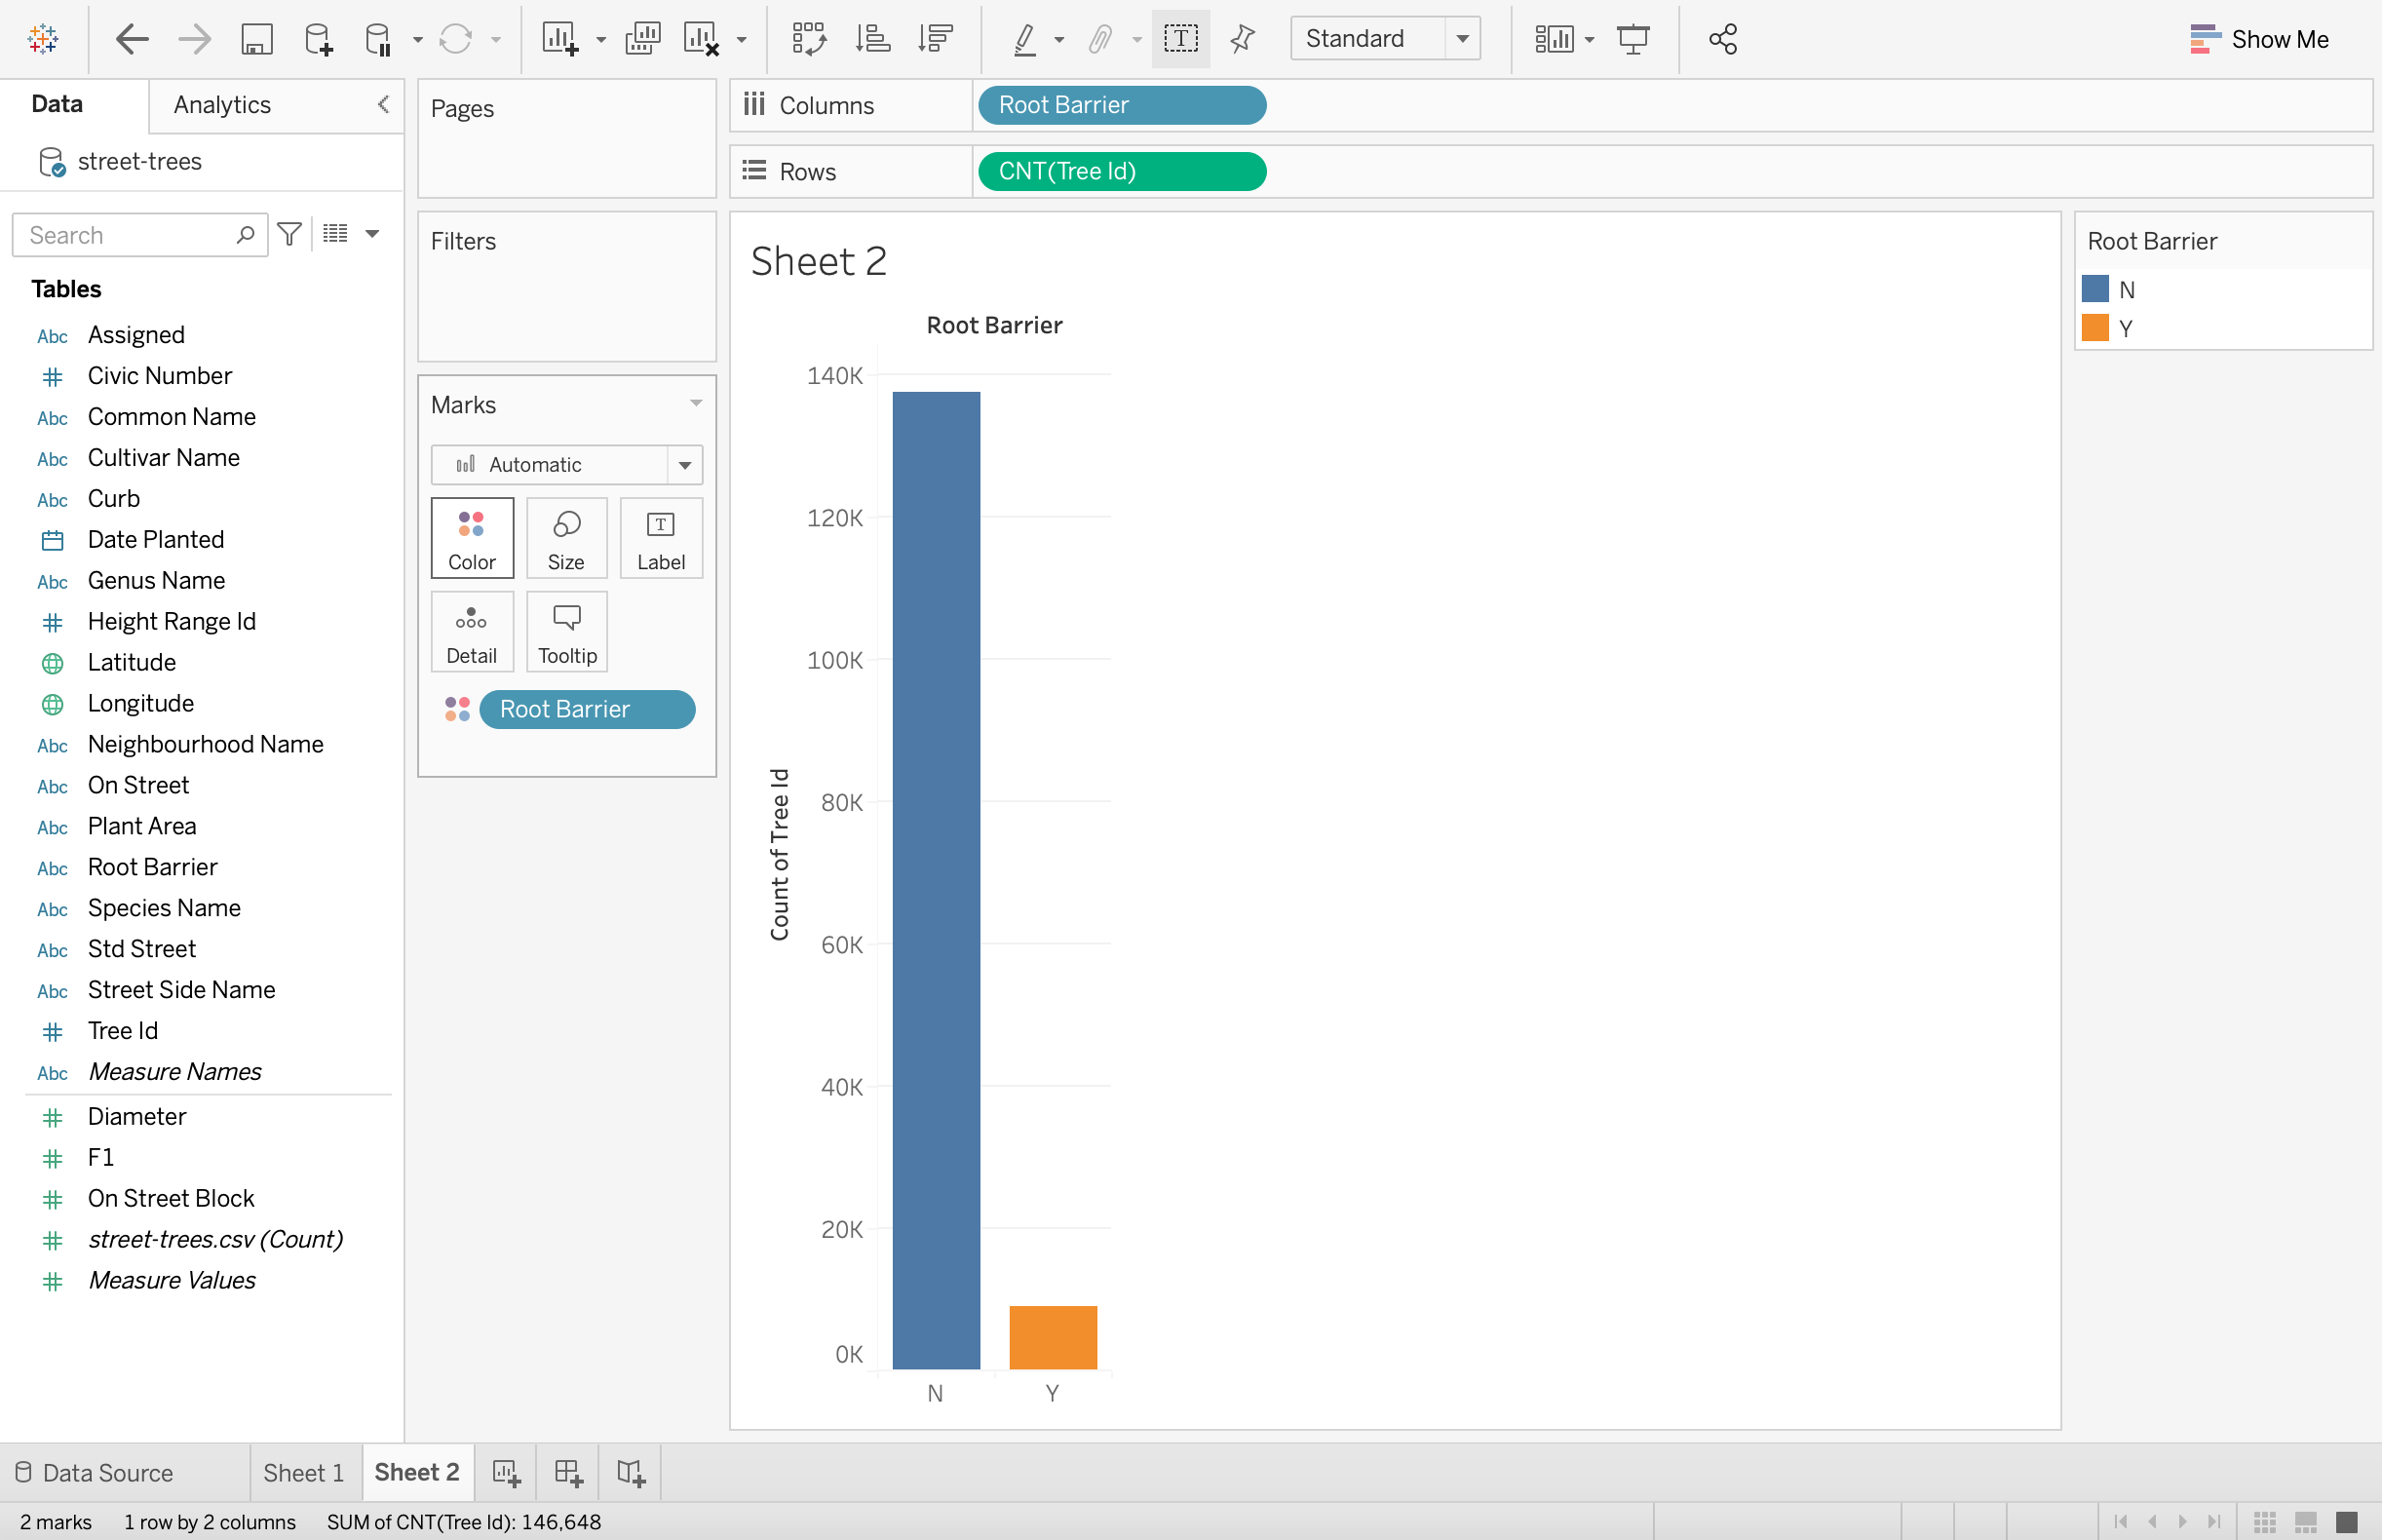 Standard
Show Me
Data
Analytics
street-trees
Search
Tables
Abc Assigned
Civic Number
Abc Common Name
Abc Cultivar Name
Abc Curb
Date Planted
Abc Genus Name
Height Range Id
Latitude
Longitude
Abc Neighbourhood Name
Abc On Street
Abc Plant Area
Abc Root Barrier
Abc Species Name
Abc Std Street
Abc Street Side Name
Tree Id
Abc Measure Names
Diameter
F1
On Street Block
street-trees.csv (Count)
Measure Values
Pages
Filters
Marks
Automatic
Color
Size
T
Label
Detail
Tooltip
Root Barrier
Columns
Root Barrier
Rows
CNT(Tree Id)
Sheet 2
Root Barrier
Count of Tree Id
140K
120K
100K
80K
60K
40K
20K
0K
N
Y
Root Barrier
N
Y
Data Source
Sheet 1
Sheet 2
2 marks
1 row by 2 columns
SUM of CNT(Tree Id): 146,648